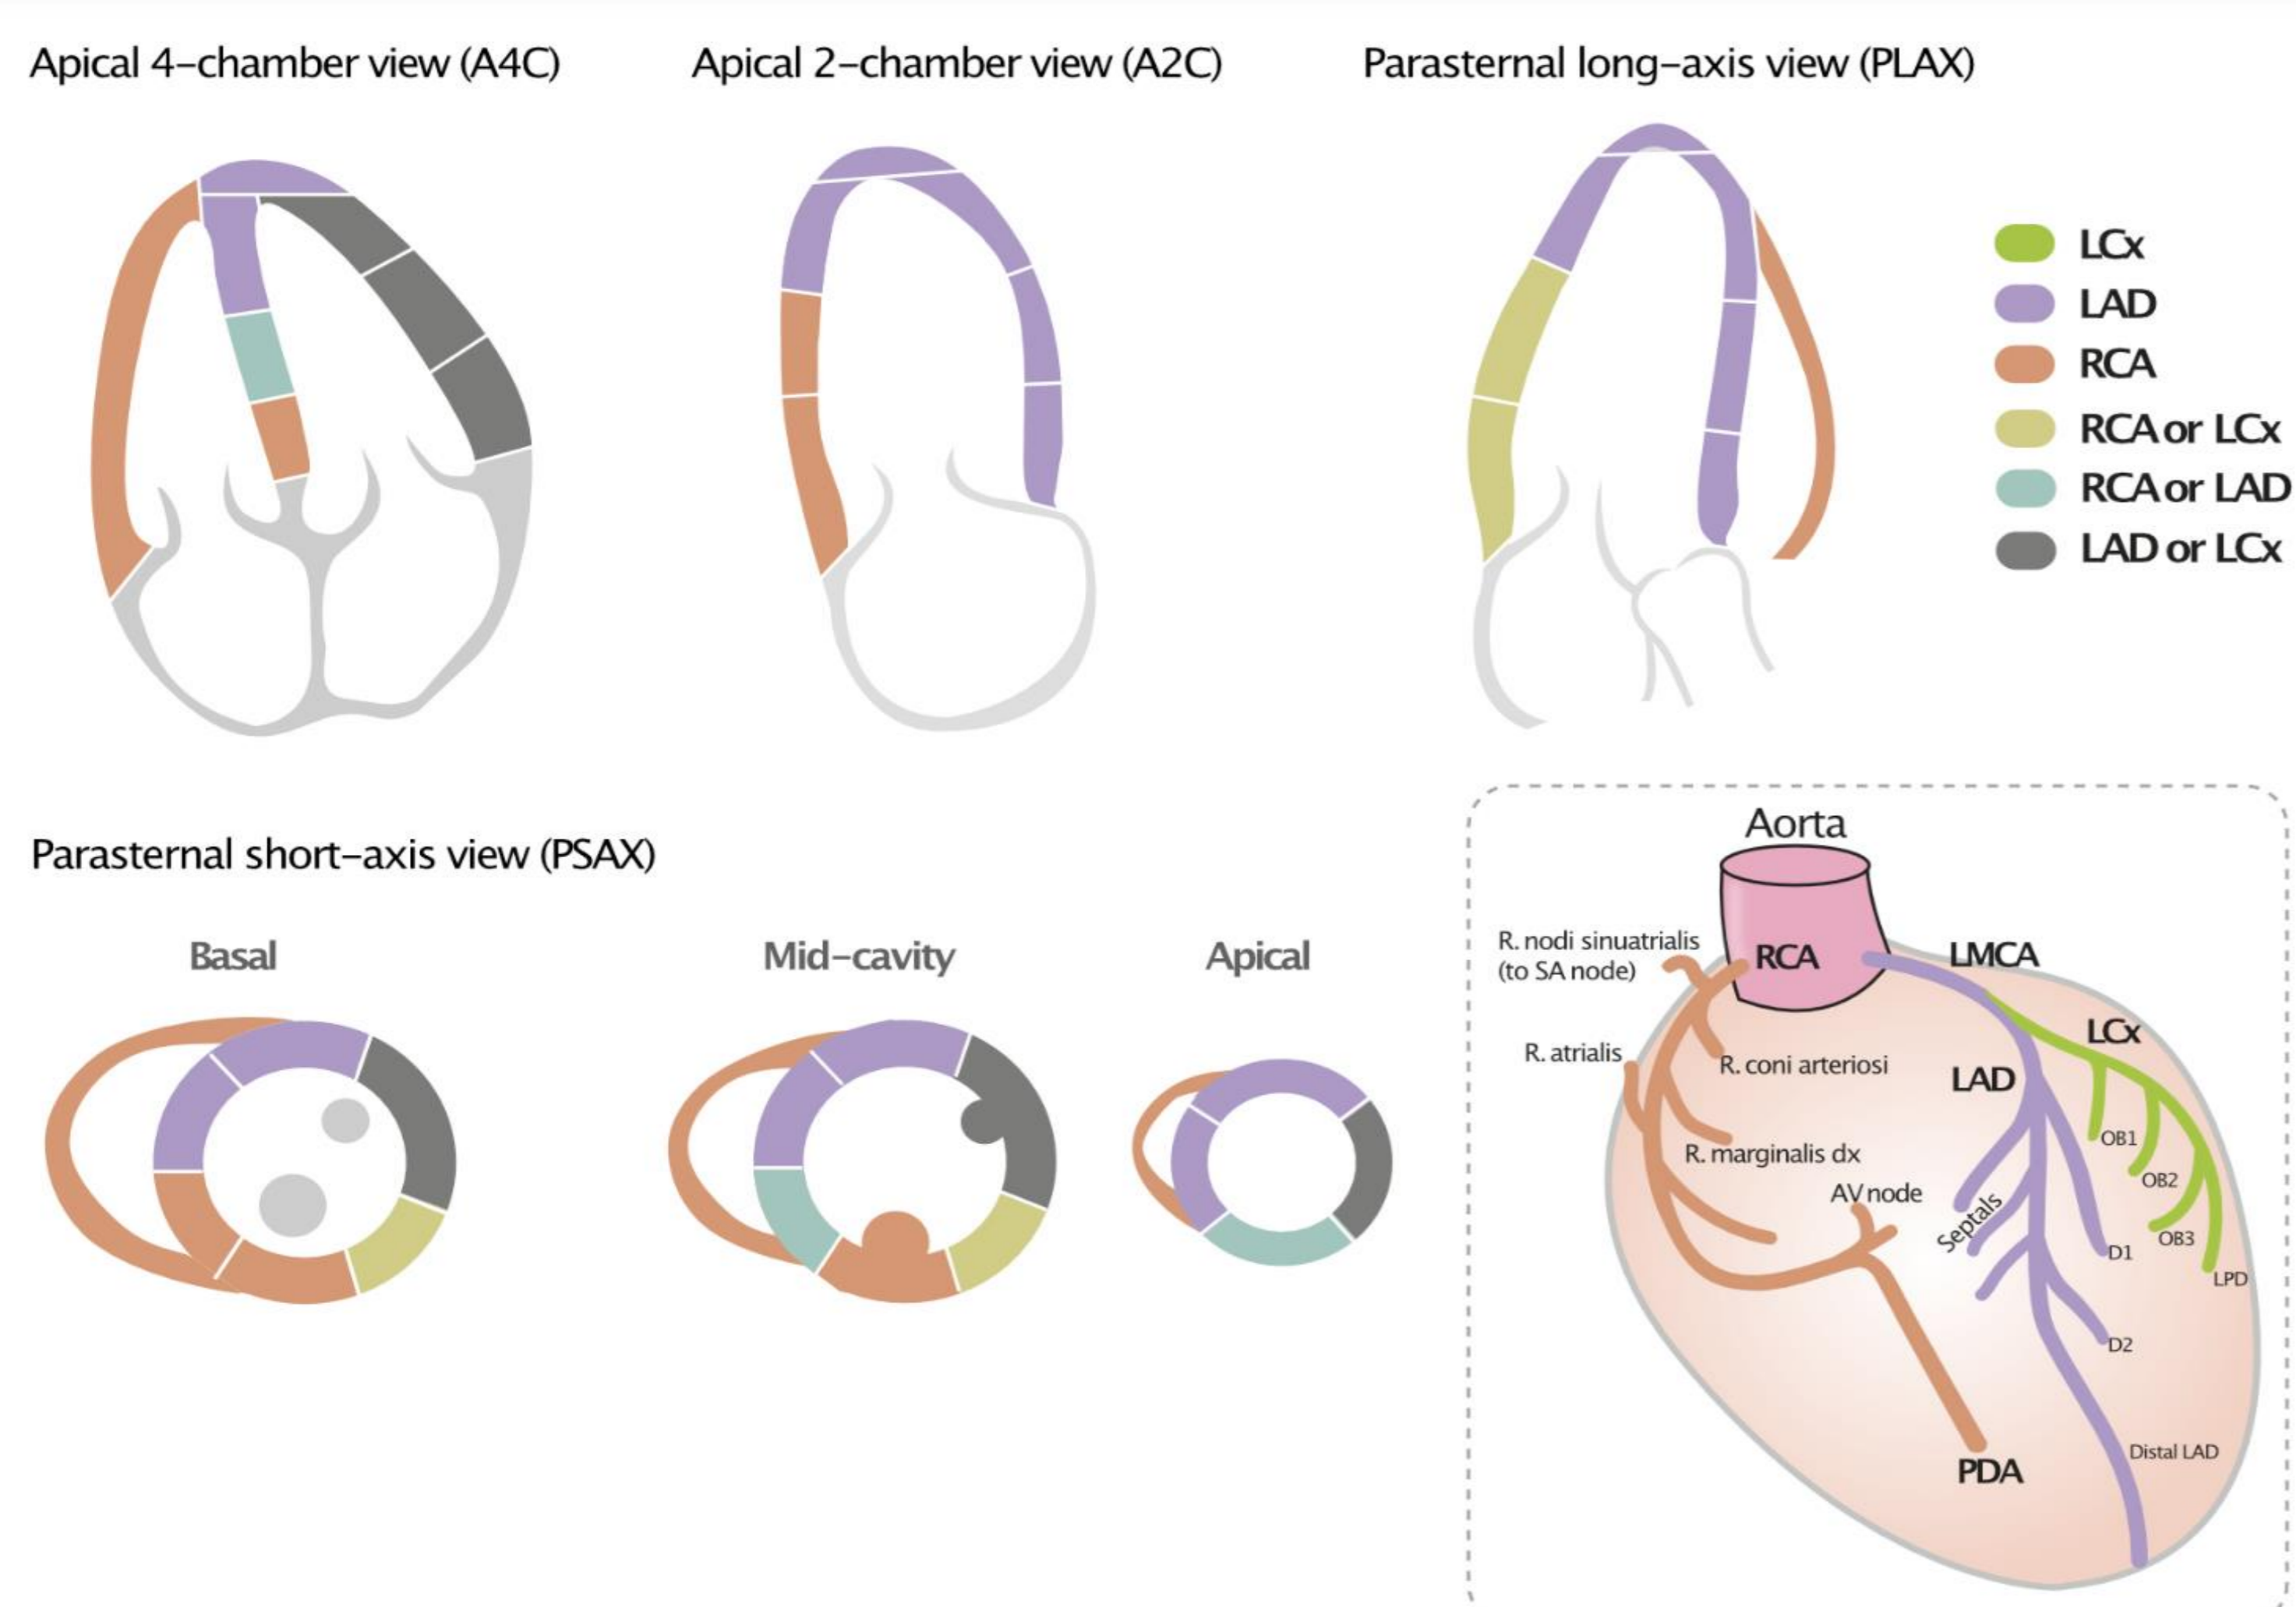 Apical 4-chamber view (A4C)
Apical 2-chamber view (A2C)
Parasternal long-axis view (PLAX)
LCx
LAD
RCA
RCA or LCx
RCA or LAD
LAD or LCx
Parasternal short-axis view (PSAX)
Basal
Mid-cavity
Apical
Aorta
R. nodi sinuatrialis
(to SA node)
RCA
LMCA
LCx
R. atrialis
R. coni arteriosi
LAD
OB1
R. marginalis dx
AV node
OB2
Septals
OB3
D1
LPD
D2
Distal LAD
PDA